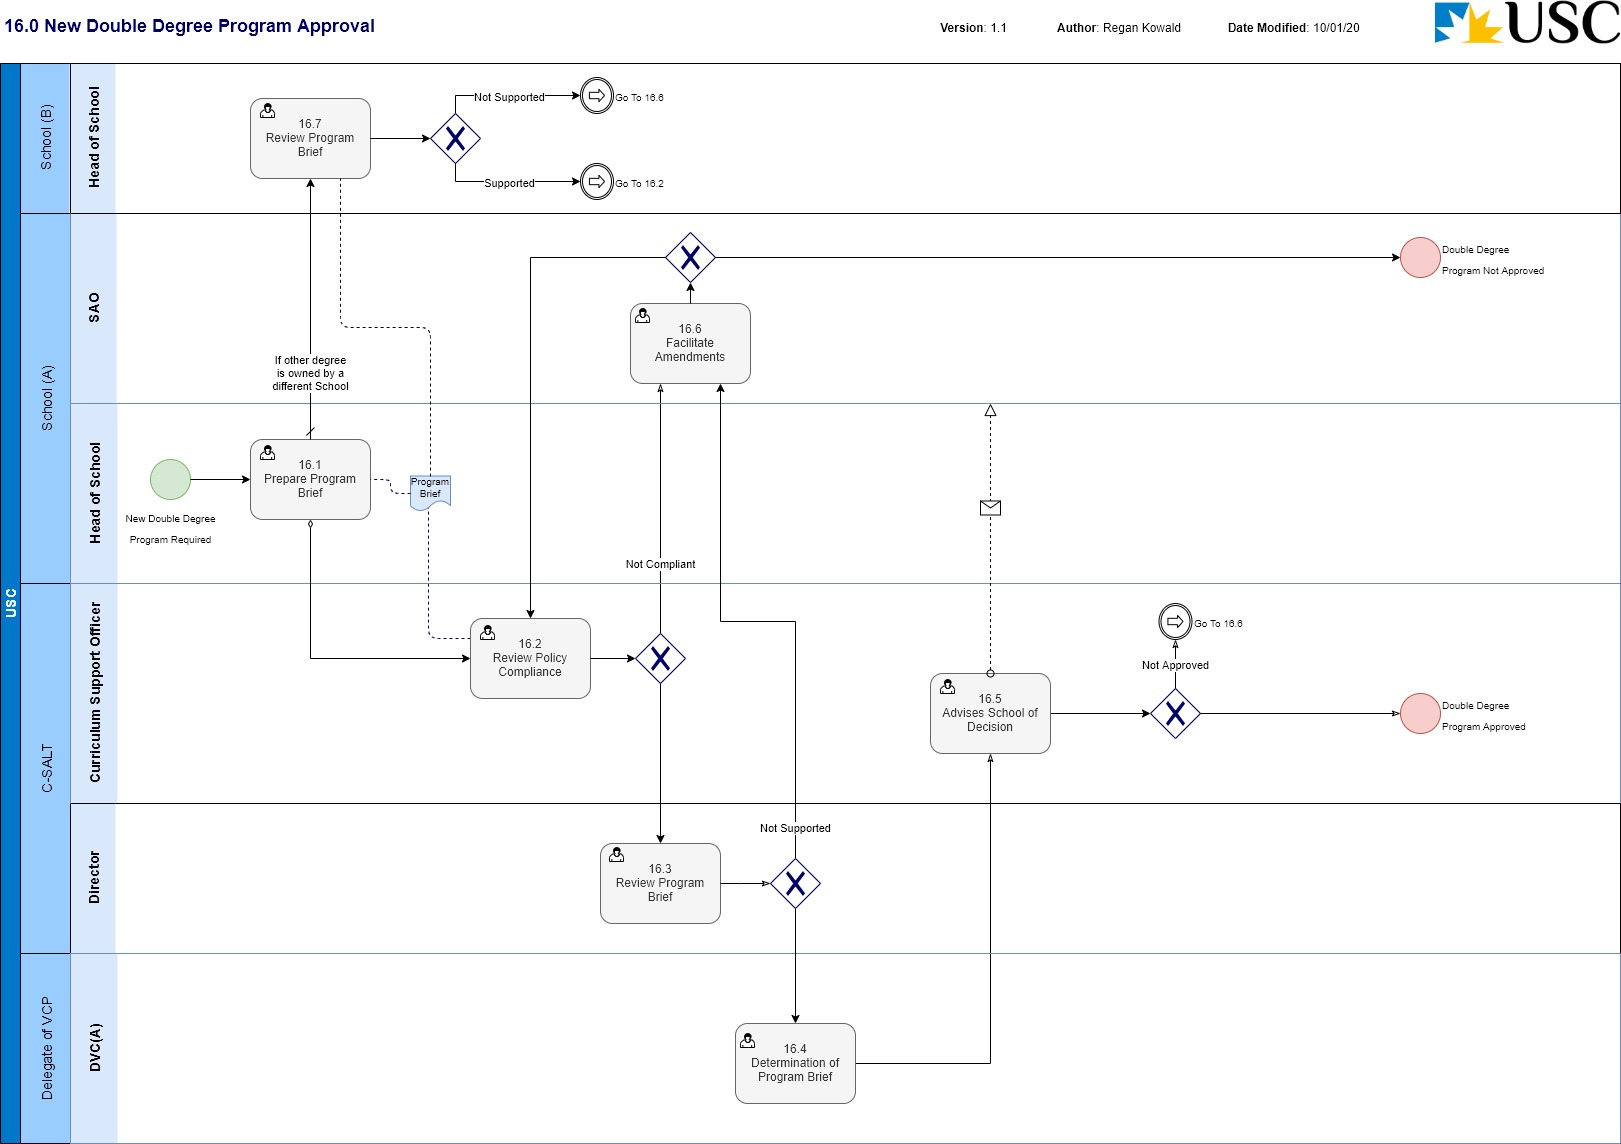 16.0 New Double Degree Program Approval
Version: 1.1
Author: Regan Kowald
Date Modified: 10/01/20
USC
USC
School (B)
Head of School
16.7
Review Program
Brief
Not Supported
Go To 16.6
Supported
Go To 16.2
School (A)
SAO
If other degree
is owned by a
different School
16.6
Facilitate
Amendments
Double Degree
Program Not Approved
Head of School
New Double Degree
Program Required
16.1
Prepare Program
Brief
Program
Brief
Not Compliant
C-SALT
Curriculum Support Officer
16.2
Review Policy
Compliance
16.5
Advises School of
Decision
Go To 16.6
Not Approved
Double Degree
Program Approved
Director
Not Supported
16.3
Review Program
Brief
Delegate of VCP
DVC(A)
16.4
Determination of
Program Brief